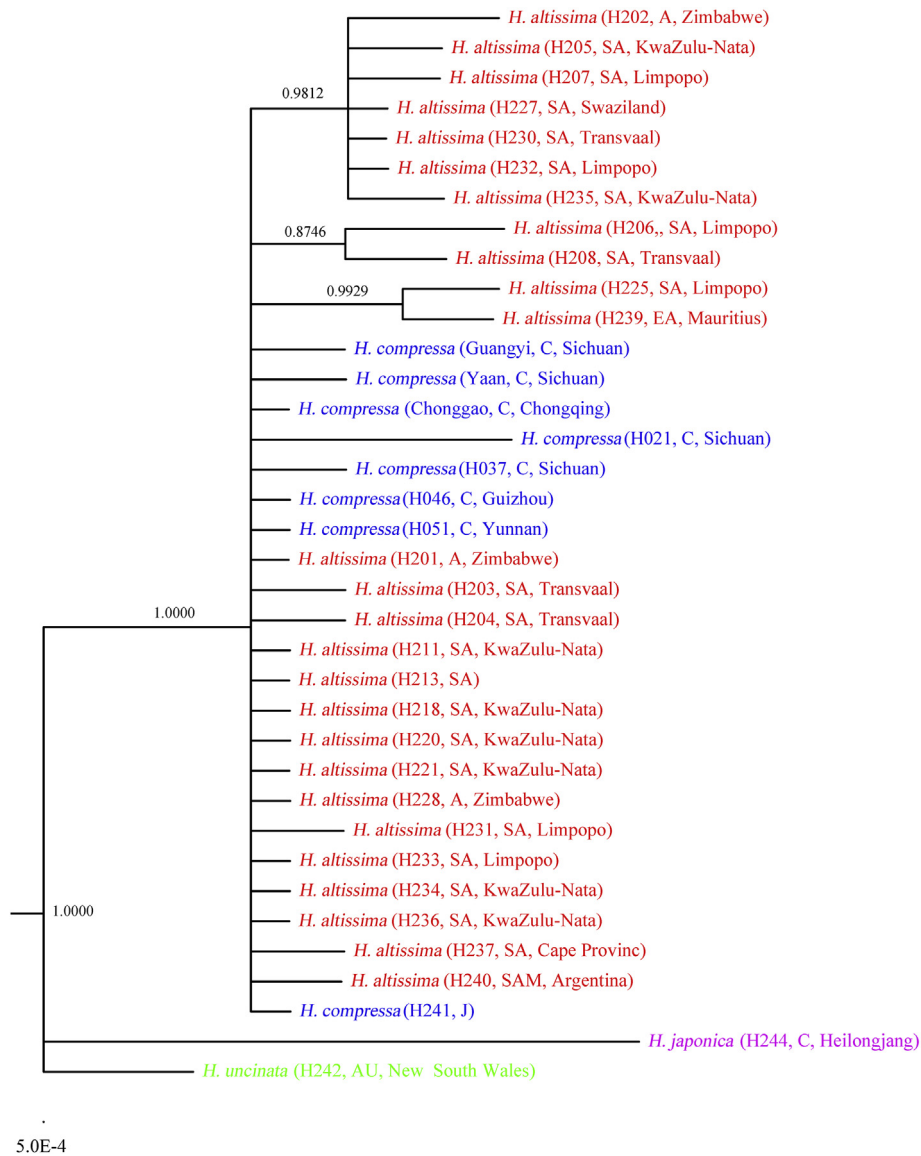 H. altissima (H202, A, Zimbabwe)
H. altissima (H205, SA, KwaZulu-Nata)
H. altissima (H207, SA, Limpopo)
0.9812
H. altissima (H227, SA, Swaziland)
H. altissima (H230, SA, Transvaal)
H. altissima (H232, SA, Limpopo)
H. altissima (H235, SA, KwaZulu-Nata)
H. altissima (H206,, SA, Limpopo)
0.8746
H. altissima (H208, SA, Transvaal)
H. altissima (H225, SA, Limpopo)
0.9929
H. altissima (H239, EA, Mauritius)
H. compressa (Guangyi, C, Sichuan)
H. compressa (Yaan, C, Sichuan)
H. compressa (Chonggao, C, Chongqing)
H. compressa (H021, C, Sichuan)
H. compressa (H037, C, Sichuan)
H. compressa (H046, C, Guizhou)
H. compressa (H051, C, Yunnan)
H. altissima (H201, A, Zimbabwe)
H. altissima (H203, SA, Transvaal)
1.0000
H. altissima (H204, SA, Transvaal)
H. altissima (H211, SA, KwaZulu-Nata)
H. altissima (H213, SA)
H. altissima (H218, SA, KwaZulu-Nata)
H. altissima (H220, SA, KwaZulu-Nata)
H. altissima (H221, SA, KwaZulu-Nata)
H. altissima (H228, A, Zimbabwe)
H. altissima (H231, SA, Limpopo)
H. altissima (H233, SA, Limpopo)
H. altissima (H234, SA, KwaZulu-Nata)
1.0000
H. altissima (H236, SA, KwaZulu-Nata)
H. altissima (H237, SA, Cape Provinc)
H. altissima (H240, SAM, Argentina)
H. compressa (H241, J)
H. japonica (H244, C, Heilongjang)
H. uncinata (H242, AU, New South Wales)
5.0E-4